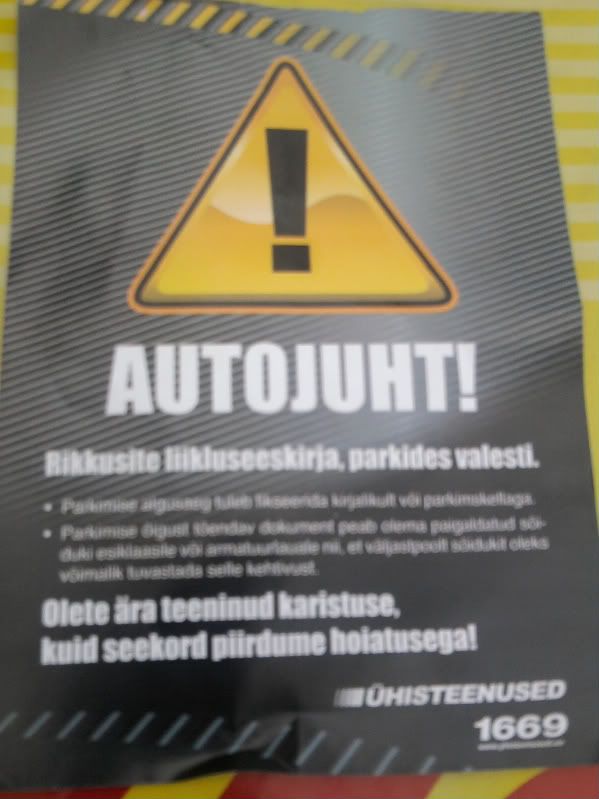 !
AUTOJUHT!
Rikkusite liikluseeskirja, parkides valesti.
• Parkimise algusaeg tuleb fikseerida kirjalikult või parkimiskellaga.
• Parkimise õigust tõendav dokument peab olema paigaldatud sõi-
duki esiklaasile või armatuurlauale nii, et väljastpoolt sõidukit oleks
võimalik tuvastada selle kehtivust.
Olete ära teeninud karistuse,
kuid seekord piirdume hoiatusega!
ÜHISTEENUSED
1669